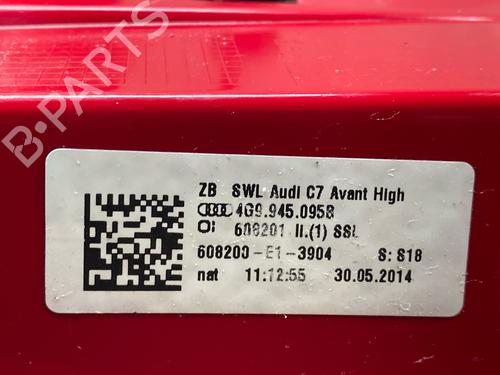 B-PARTS
ZB SWL Audi C7 Avant High
4G9.945.095B
608201 II.(1) SSL
608200-E1-3904 S: S18
nat 11:12:55 30.05.2014